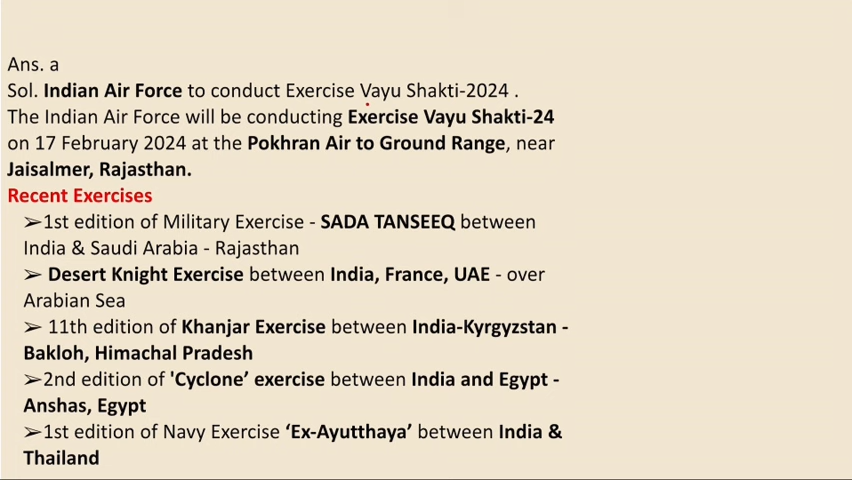 Ans. a
Sol. Indian Air Force to conduct Exercise Vayu Shakti-2024 .
The Indian Air Force will be conducting Exercise Vayu Shakti-24
on 17 February 2024 at the Pokhran Air to Ground Range, near
Jaisalmer, Rajasthan.
Recent Exercises
➢1st edition of Military Exercise - SADA TANSEEQ between
India & Saudi Arabia - Rajasthan
➢ Desert Knight Exercise between India, France, UAE - over
Arabian Sea
➢ 11th edition of Khanjar Exercise between India-Kyrgyzstan -
Bakloh, Himachal Pradesh
➢2nd edition of 'Cyclone’ exercise between India and Egypt -
Anshas, Egypt
➢1st edition of Navy Exercise ‘Ex-Ayutthaya’ between India &
Thailand